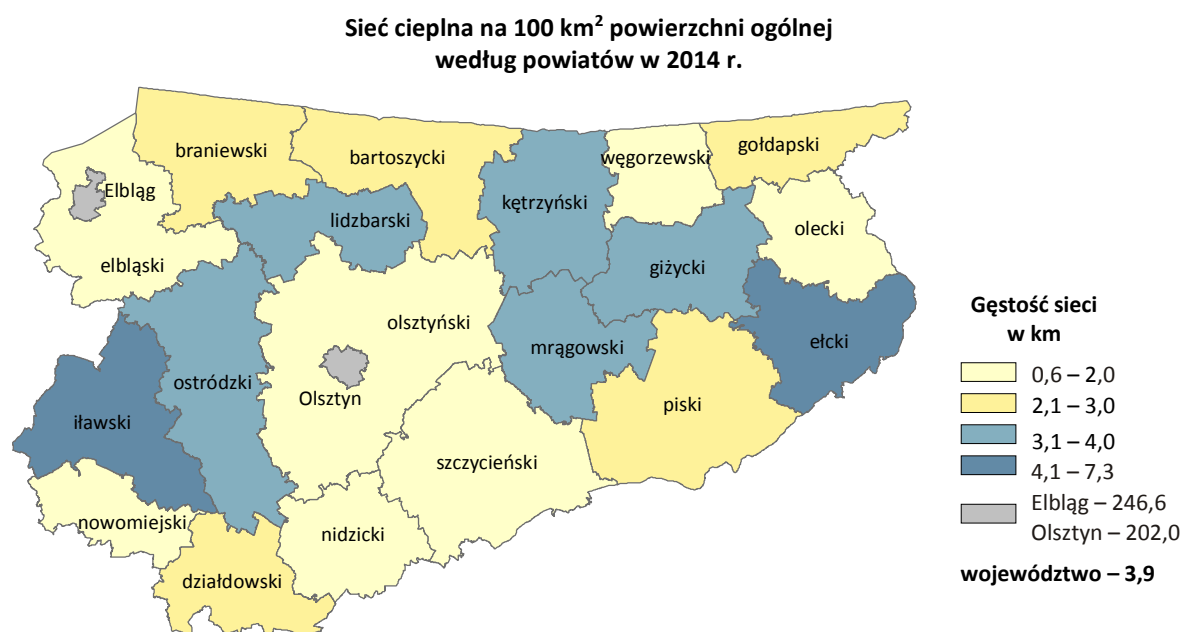 Sieć cieplna na 100 km² powierzchni ogólnej
według powiatów w 2014 r.
braniewski
bartoszycki
węgorzewski
gołdapski
Elbląg
lidzbarski
kętrzyński
olecki
elbląski
giżycki
olsztyński
mrągowski
ełcki
ostródzki
Olsztyn
piski
iławski
szczycieński
nowomiejski
nidzicki
działdowski
Gęstość sieci
w km
0,6 – 2,0
2,1 – 3,0
3,1 – 4,0
4,1 – 7,3
Elbląg – 246,6
Olsztyn – 202,0
województwo – 3,9